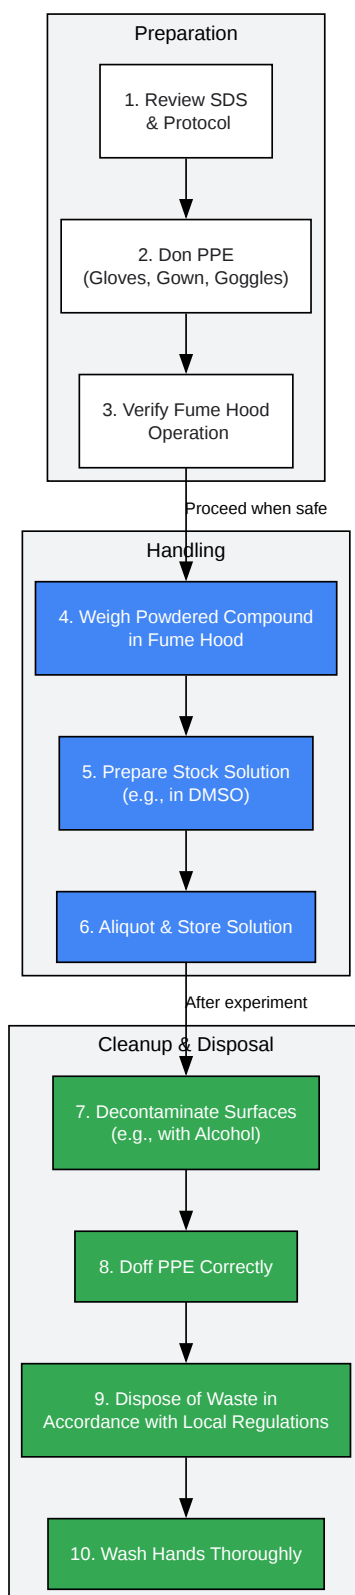 Preparation
1. Review SDS
& Protocol
2. Don PPE
(Gloves, Gown, Goggles)
3. Verify Fume Hood
Operation
Proceed when safe
Handling
4. Weigh Powdered Compound
in Fume Hood
5. Prepare Stock Solution
(e.g., in DMSO)
6. Aliquot & Store Solution
After experiment
Cleanup & Disposal
7. Decontaminate Surfaces
(e.g., with Alcohol)
8. Doff PPE Correctly
9. Dispose of Waste in
Accordance with Local Regulations
10. Wash Hands Thoroughly